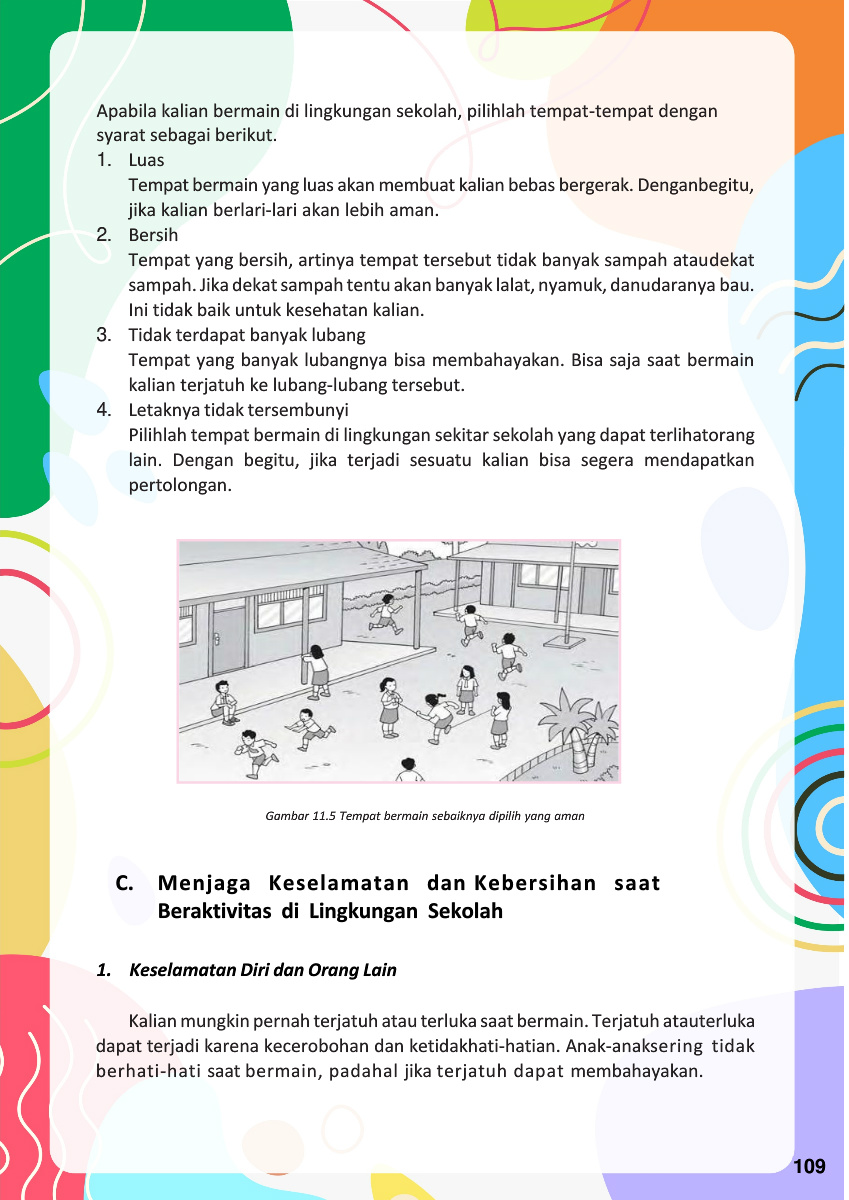 Apabila kalian bermain di lingkungan sekolah, pilihlah tempat-tempat dengan
syarat sebagai berikut.
1. Luas
Tempat bermain yang luas akan membuat kalian bebas bergerak. Denganbegitu,
jika kalian berlari-lari akan lebih aman.
2. Bersih
Tempat yang bersih, artinya tempat tersebut tidak banyak sampah ataudekat
sampah. Jika dekat sampah tentu akan banyak lalat, nyamuk, danudaranya bau.
Ini tidak baik untuk kesehatan kalian.
3. Tidak terdapat banyak lubang
Tempat yang banyak lubangnya bisa membahayakan. Bisa saja saat bermain
kalian terjatuh ke lubang-lubang tersebut.
4. Letaknya tidak tersembunyi
Pilihlah tempat bermain di lingkungan sekitar sekolah yang dapat terlihatorang
lain. Dengan begitu, jika terjadi sesuatu kalian bisa segera mendapatkan
pertolongan.
Gambar 11.5 Tempat bermain sebaiknya dipilih yang aman
C. Menjaga Keselamatan dan Kebersihan saat
Beraktivitas di Lingkungan Sekolah
1. Keselamatan Diri dan Orang Lain
Kalian mungkin pernah terjatuh atau terluka saat bermain. Terjatuh atauterluka
dapat terjadi karena kecerobohan dan ketidakhati-hatian. Anak-anaksering tidak
berhati-hati saat bermain, padahal jika terjatuh dapat membahayakan.
109